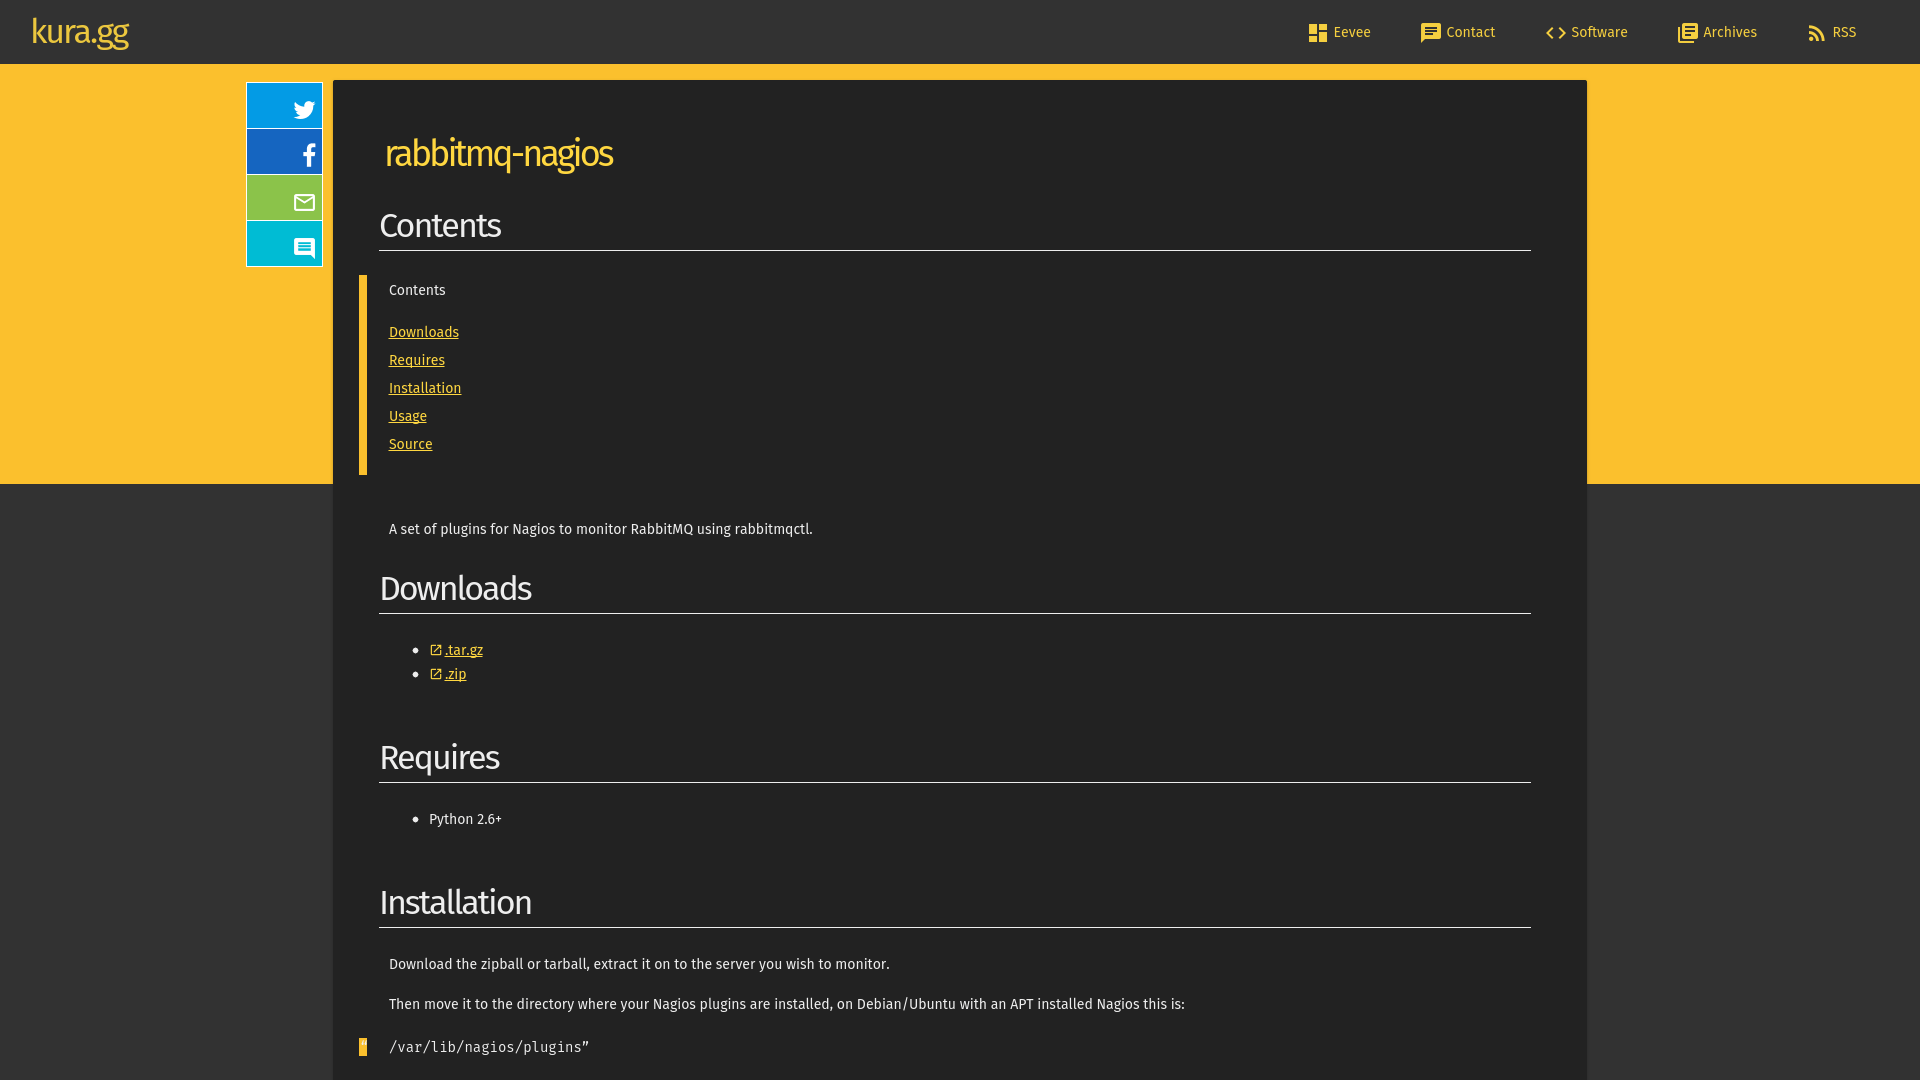 kura.gg
Eevee
Contact
Software
Archives
RSS
rabbitmq-nagios
Contents
Contents
Downloads
Requires
Installation
Usage
Source
A set of plugins for Nagios to monitor RabbitMQ using rabbitmqctl.
Downloads
.tar.gz
.zip
Requires
Python 2.6+
Installation
Download the zipball or tarball, extract it on to the server you wish to monitor.
Then move it to the directory where your Nagios plugins are installed, on Debian/Ubuntu with an APT installed Nagios this is:
“ /var/lib/nagios/plugins”